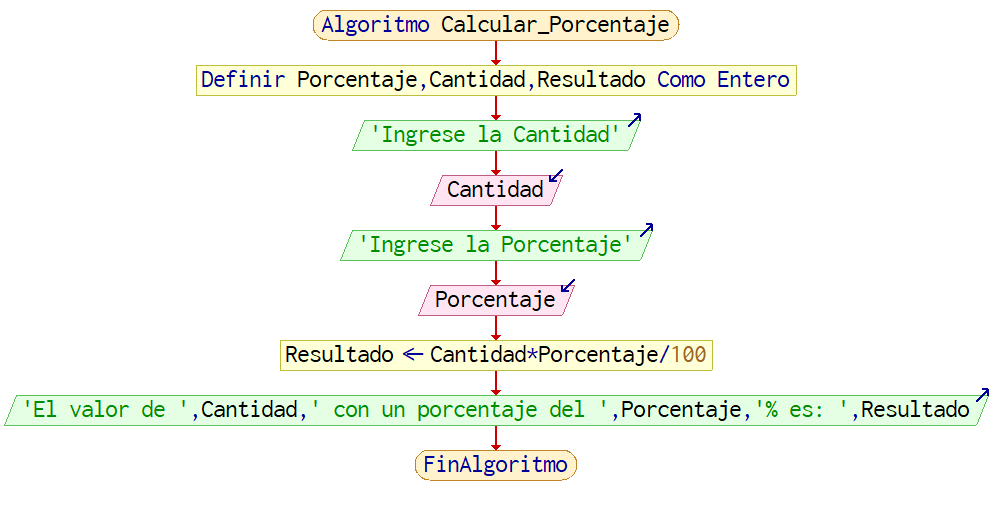 Algoritmo Calcular_Porcentaje
Definir Porcentaje,Cantidad,Resultado Como Entero
'Ingrese la Cantidad'
Cantidad
'Ingrese la Porcentaje'
Porcentaje
Resultado ← Cantidad*Porcentaje/100
'El valor de ',Cantidad,' con un porcentaje del ',Porcentaje,'% es: ',Resultado
FinAlgoritmo